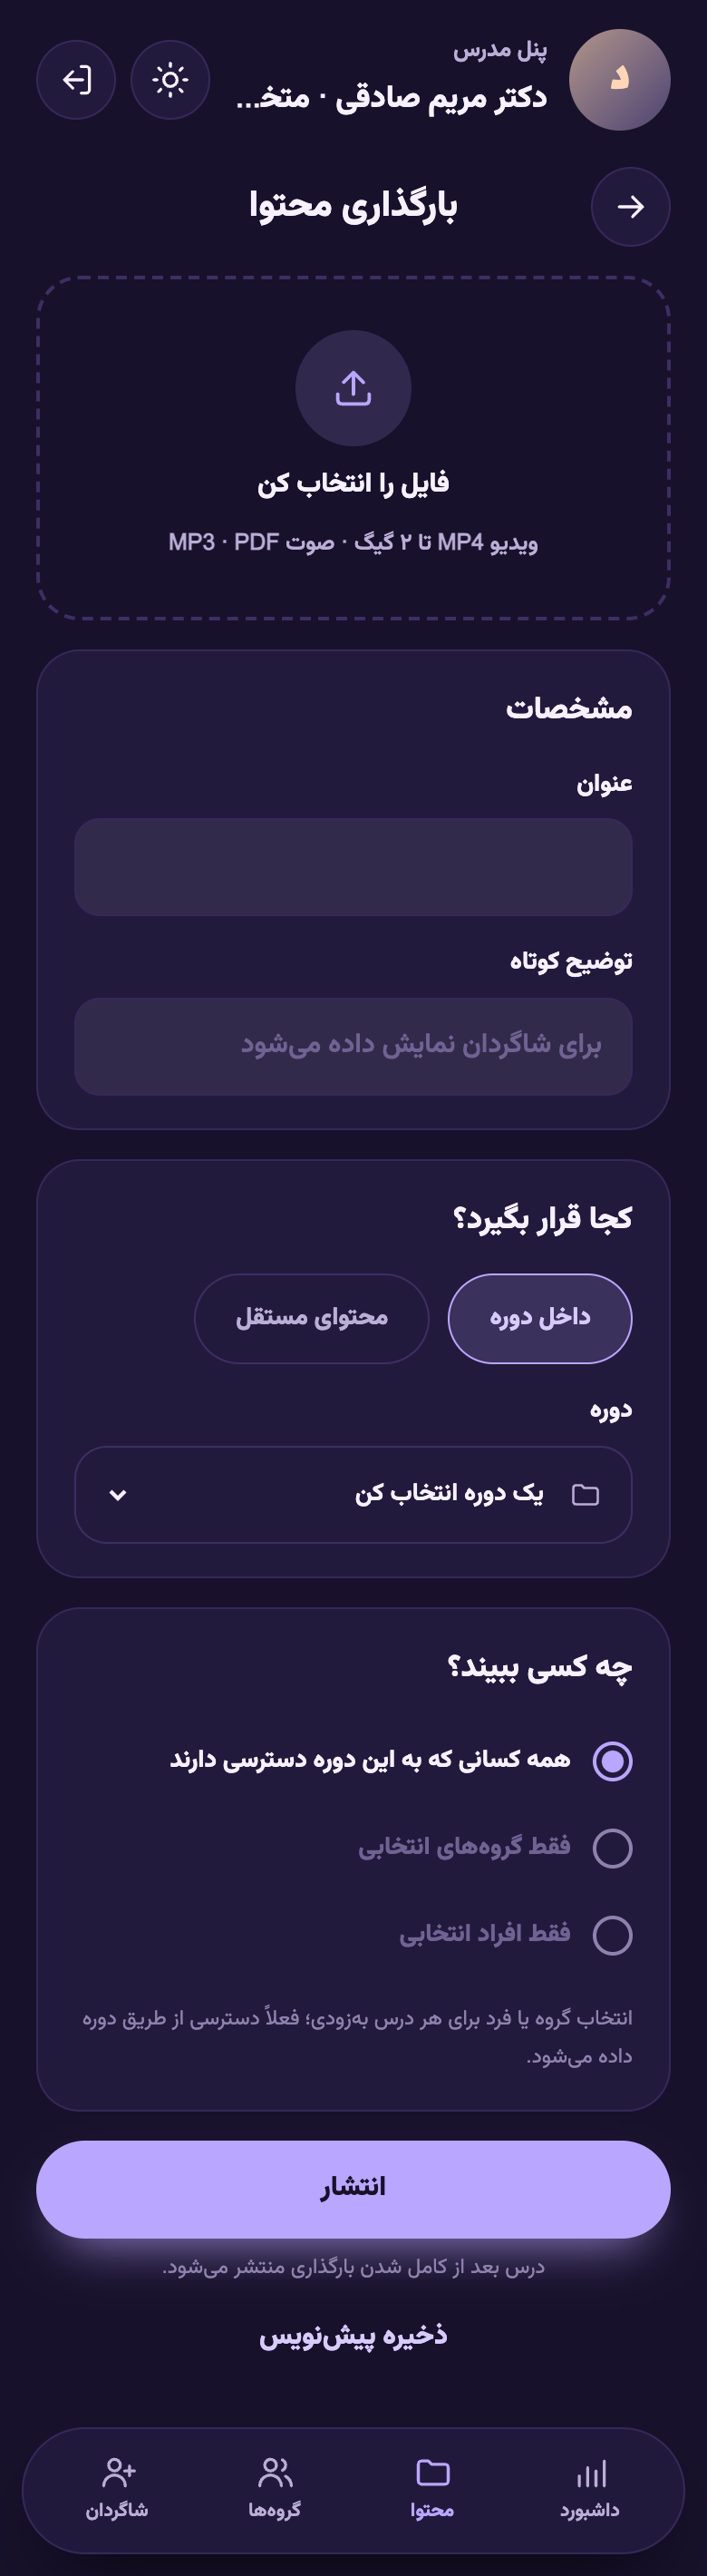 د
پنل مدرس
دکتر مریم صادقی · متخـ...
بارگذاری محتوا
فایل را انتخاب کن
ویدیو MP4 تا ۲ گیگ · صوت MP3 · PDF
مشخصات
عنوان
توضیح کوتاه
برای شاگردان نمایش داده می‌شود
کجا قرار بگیرد؟
داخل دوره
محتوای مستقل
دوره
یک دوره انتخاب کن
چه کسی ببیند؟
همه کسانی که به این دوره دسترسی دارند
فقط گروه‌های انتخابی
فقط افراد انتخابی
انتخاب گروه یا فرد برای هر درس به‌زودی؛ فعلاً دسترسی از طریق دوره
داده می‌شود.
انتشار
درس بعد از کامل شدن بارگذاری منتشر می‌شود.
ذخیره پیش‌نویس
داشبورد
محتوا
گروه‌ها
شاگردان